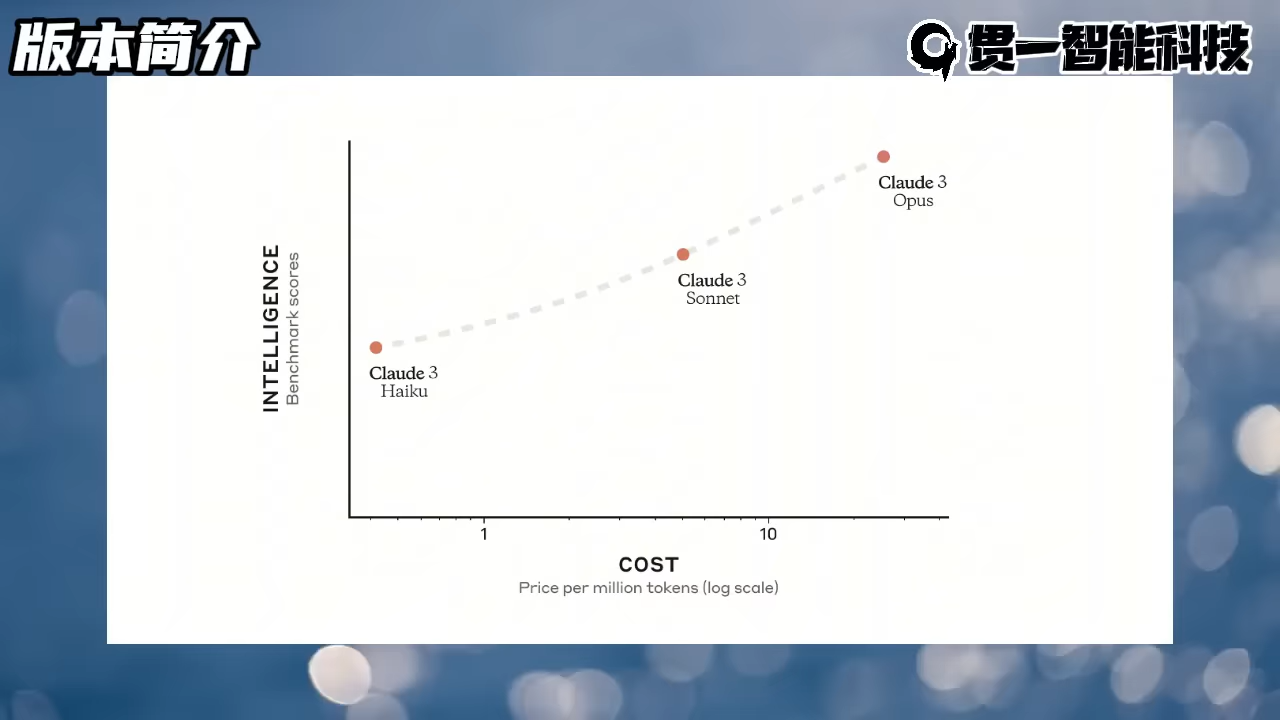 版本简介
贯一智能科技
INTELLIGENCE
Benchmark scores
Claude 3
Opus
Claude 3
Sonnet
Claude 3
Haiku
1
10
COST
Price per million tokens (log scale)